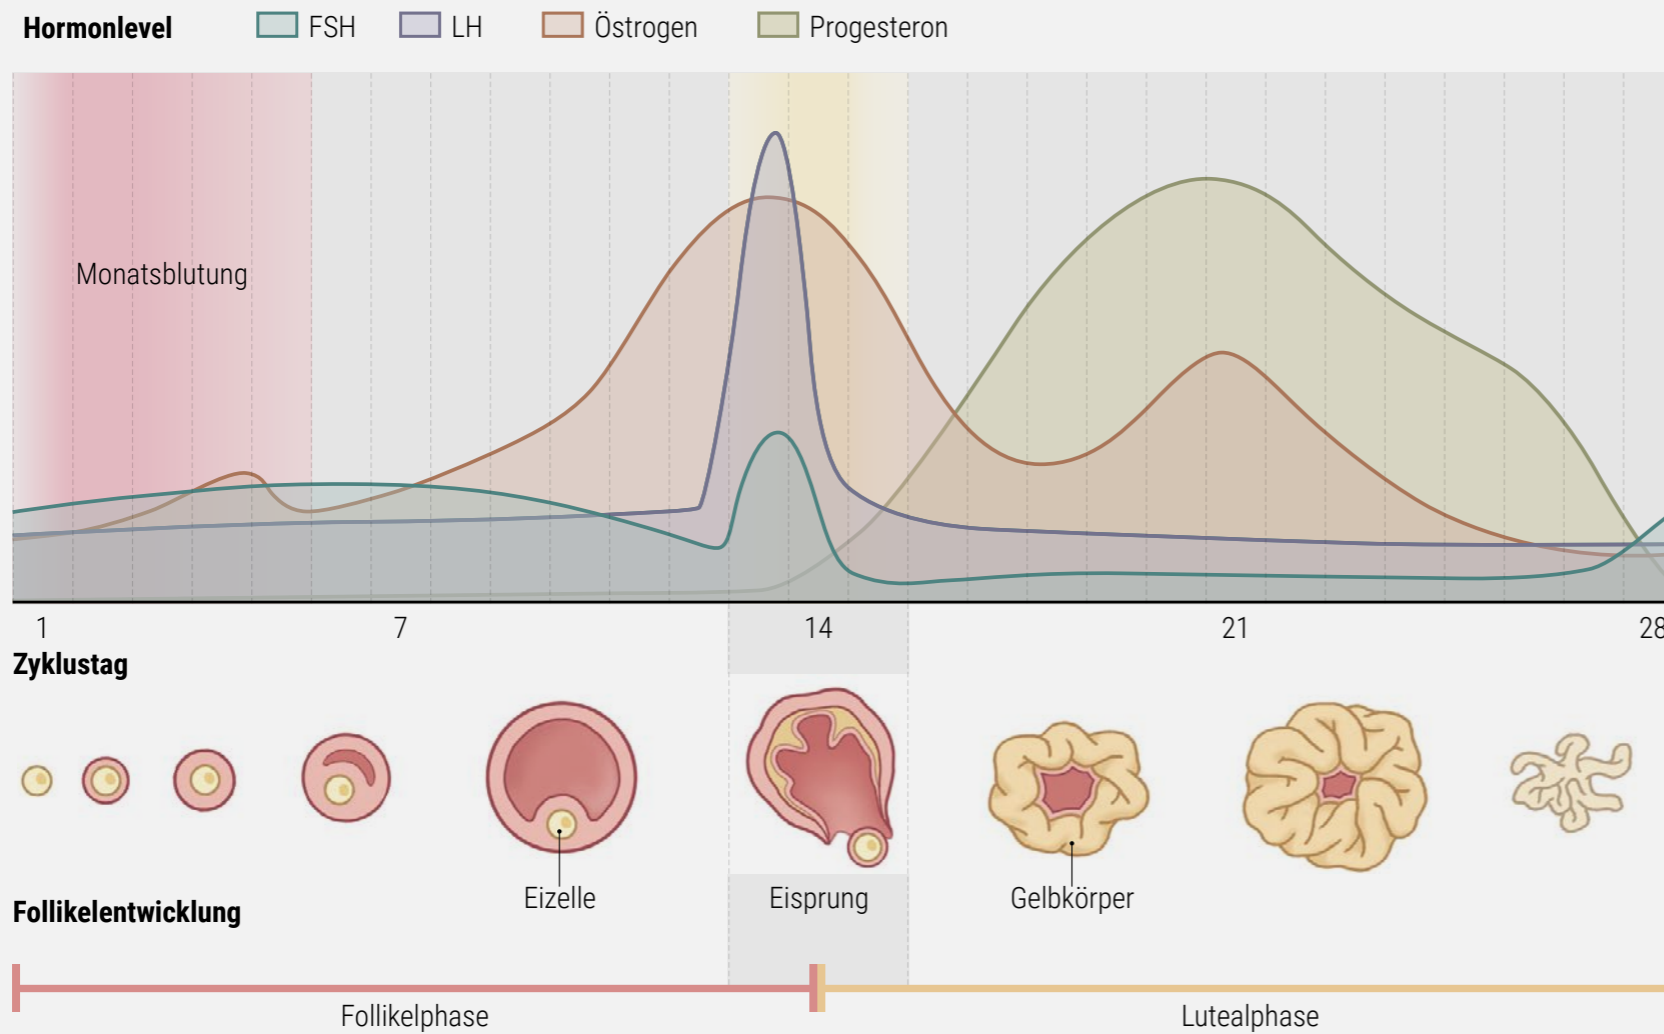 Hormonlevel FSH LH Östrogen Progesteron
Monatsblutung
1 7 14 21 28
Zyklustag
Eizelle Eisprung Gelbkörper
Follikelentwicklung
Follikelphase Lutealphase